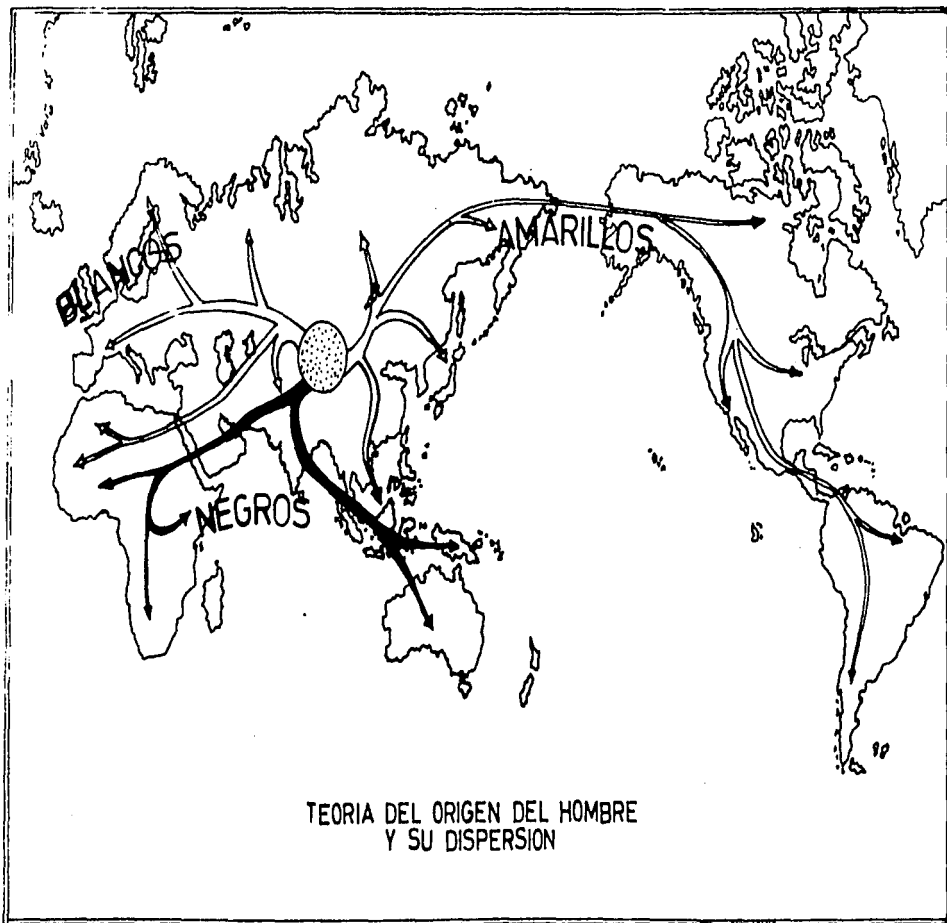 BLANCOS
AMARILLOS
NEGROS
TEORIA DEL ORIGEN DEL HOMBRE
Y SU DISPERSION